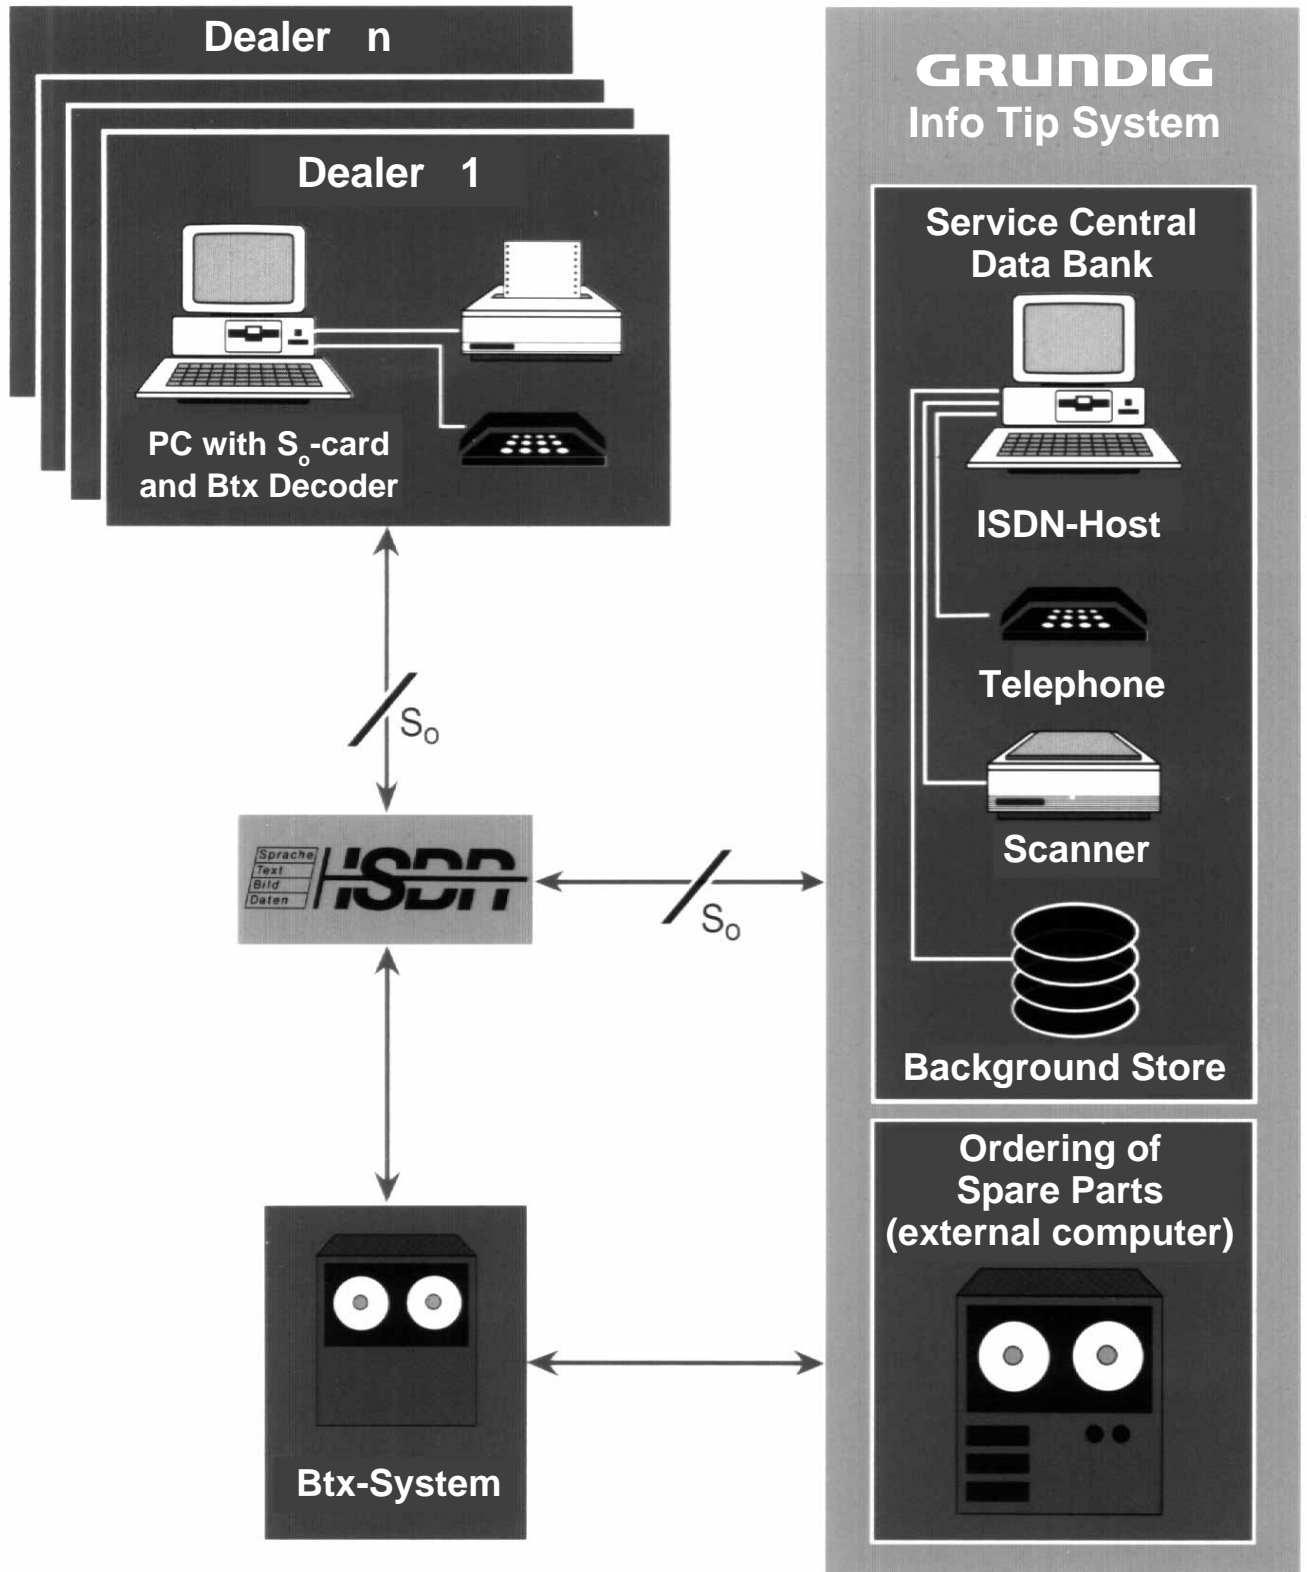 Dealer n
Dealer 1
PC with So-card
and Btx Decoder
So
Sprache
Text
Bild
Daten
ISDN
So
Btx-System
GRUNDIG
Info Tip System
Service Central
Data Bank
ISDN-Host
Telephone
Scanner
Background Store
Ordering of
Spare Parts
(external computer)